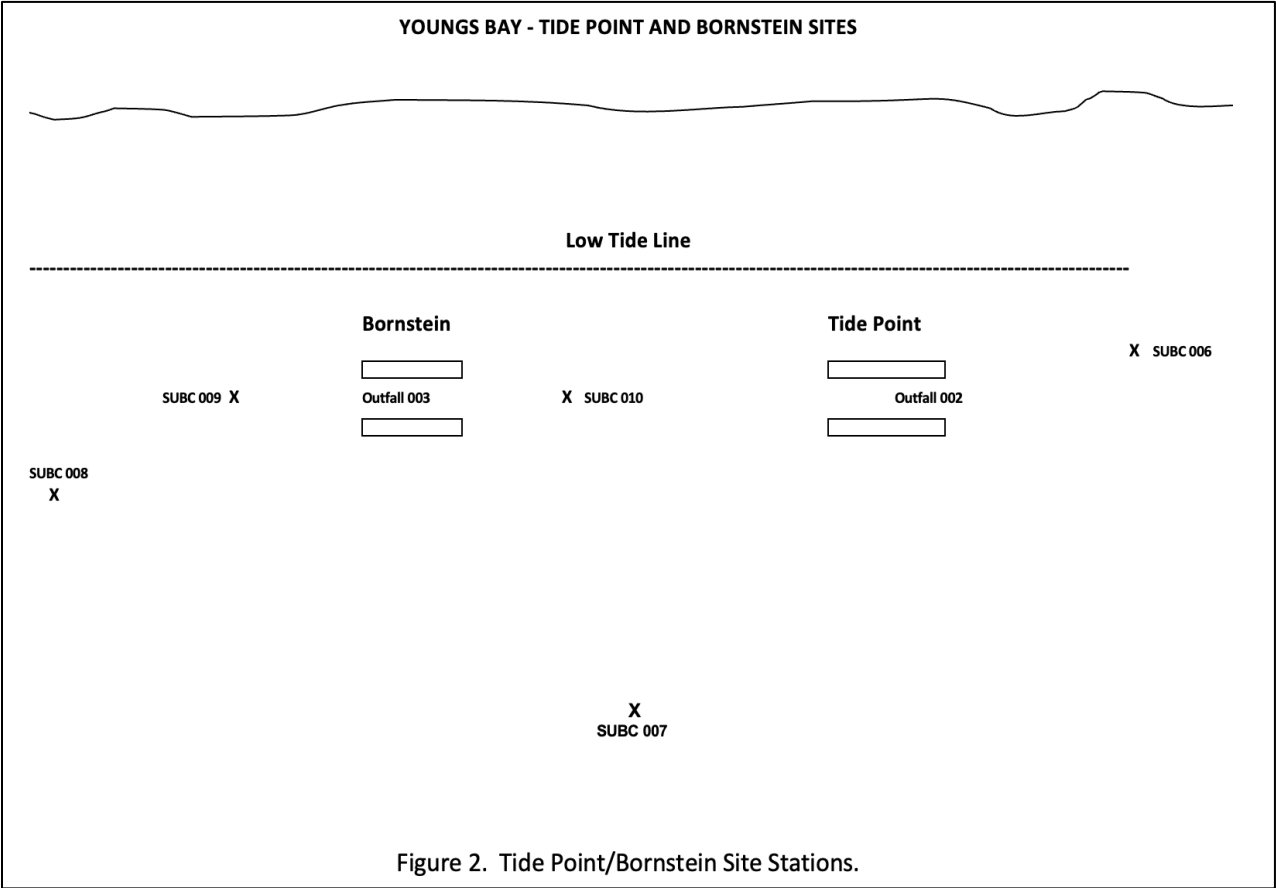 YOUNGS BAY - TIDE POINT AND BORNSTEIN SITES
Low Tide Line
Bornstein
Tide Point
X SUBC 006
SUBC 009 X
Outfall 003
X SUBC 010
Outfall 002
SUBC 008
X
X
SUBC 007
Figure 2. Tide Point/Bornstein Site Stations.